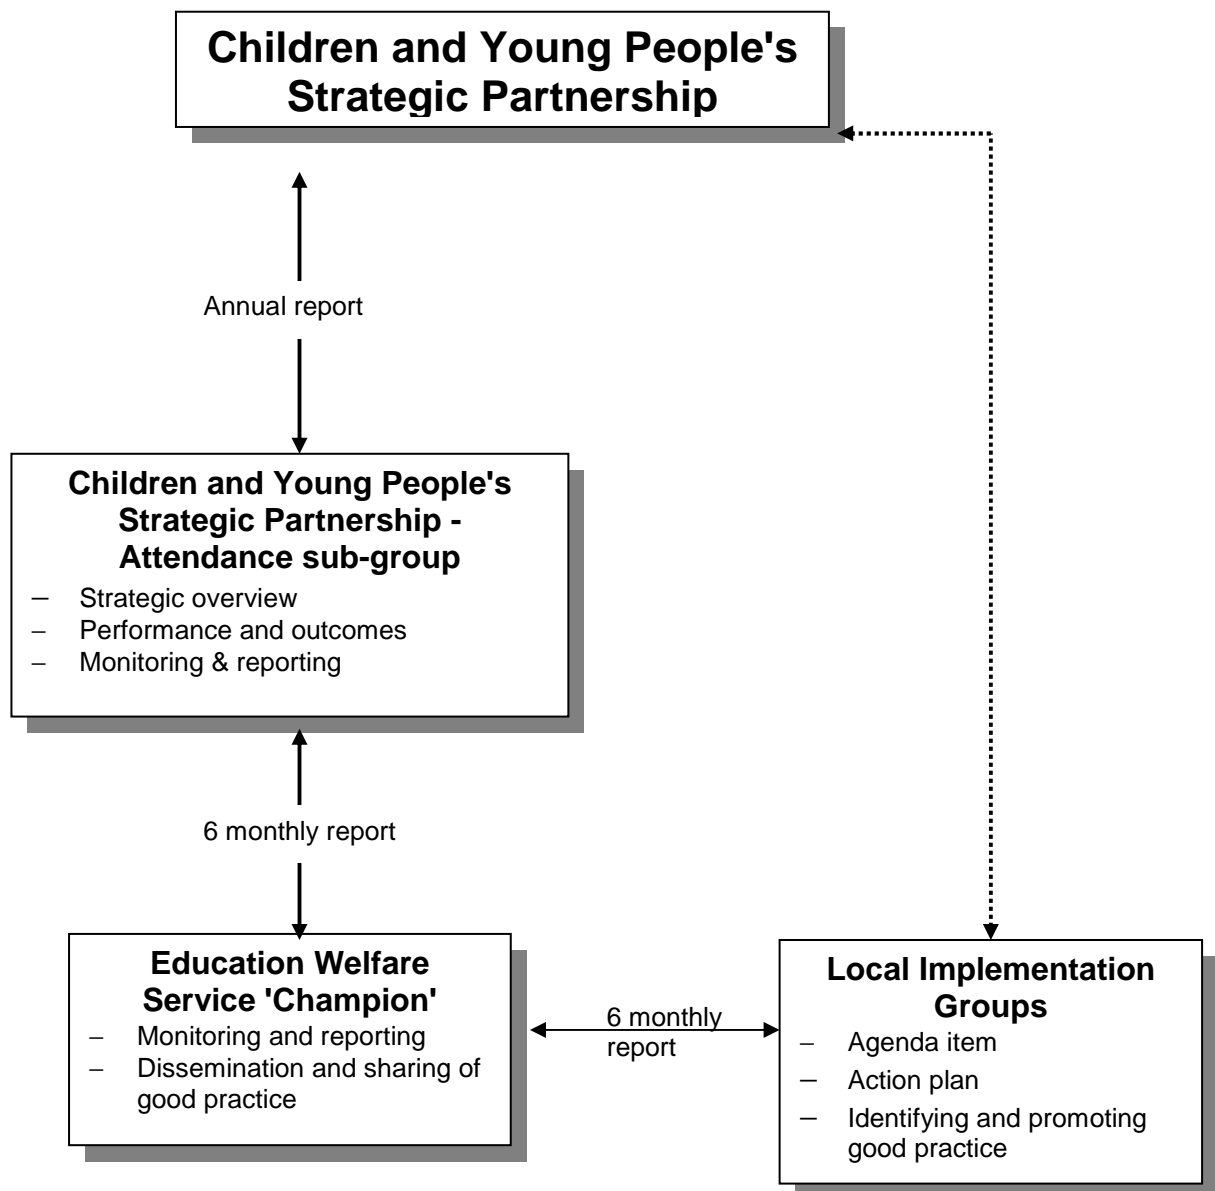 Children and Young People's
Strategic Partnership
Annual report
Children and Young People's
Strategic Partnership -
Attendance sub-group
– Strategic overview
– Performance and outcomes
– Monitoring & reporting
6 monthly report
Education Welfare
Service 'Champion'
– Monitoring and reporting
– Dissemination and sharing of
good practice
6 monthly
report
Local Implementation
Groups
– Agenda item
– Action plan
– Identifying and promoting
good practice